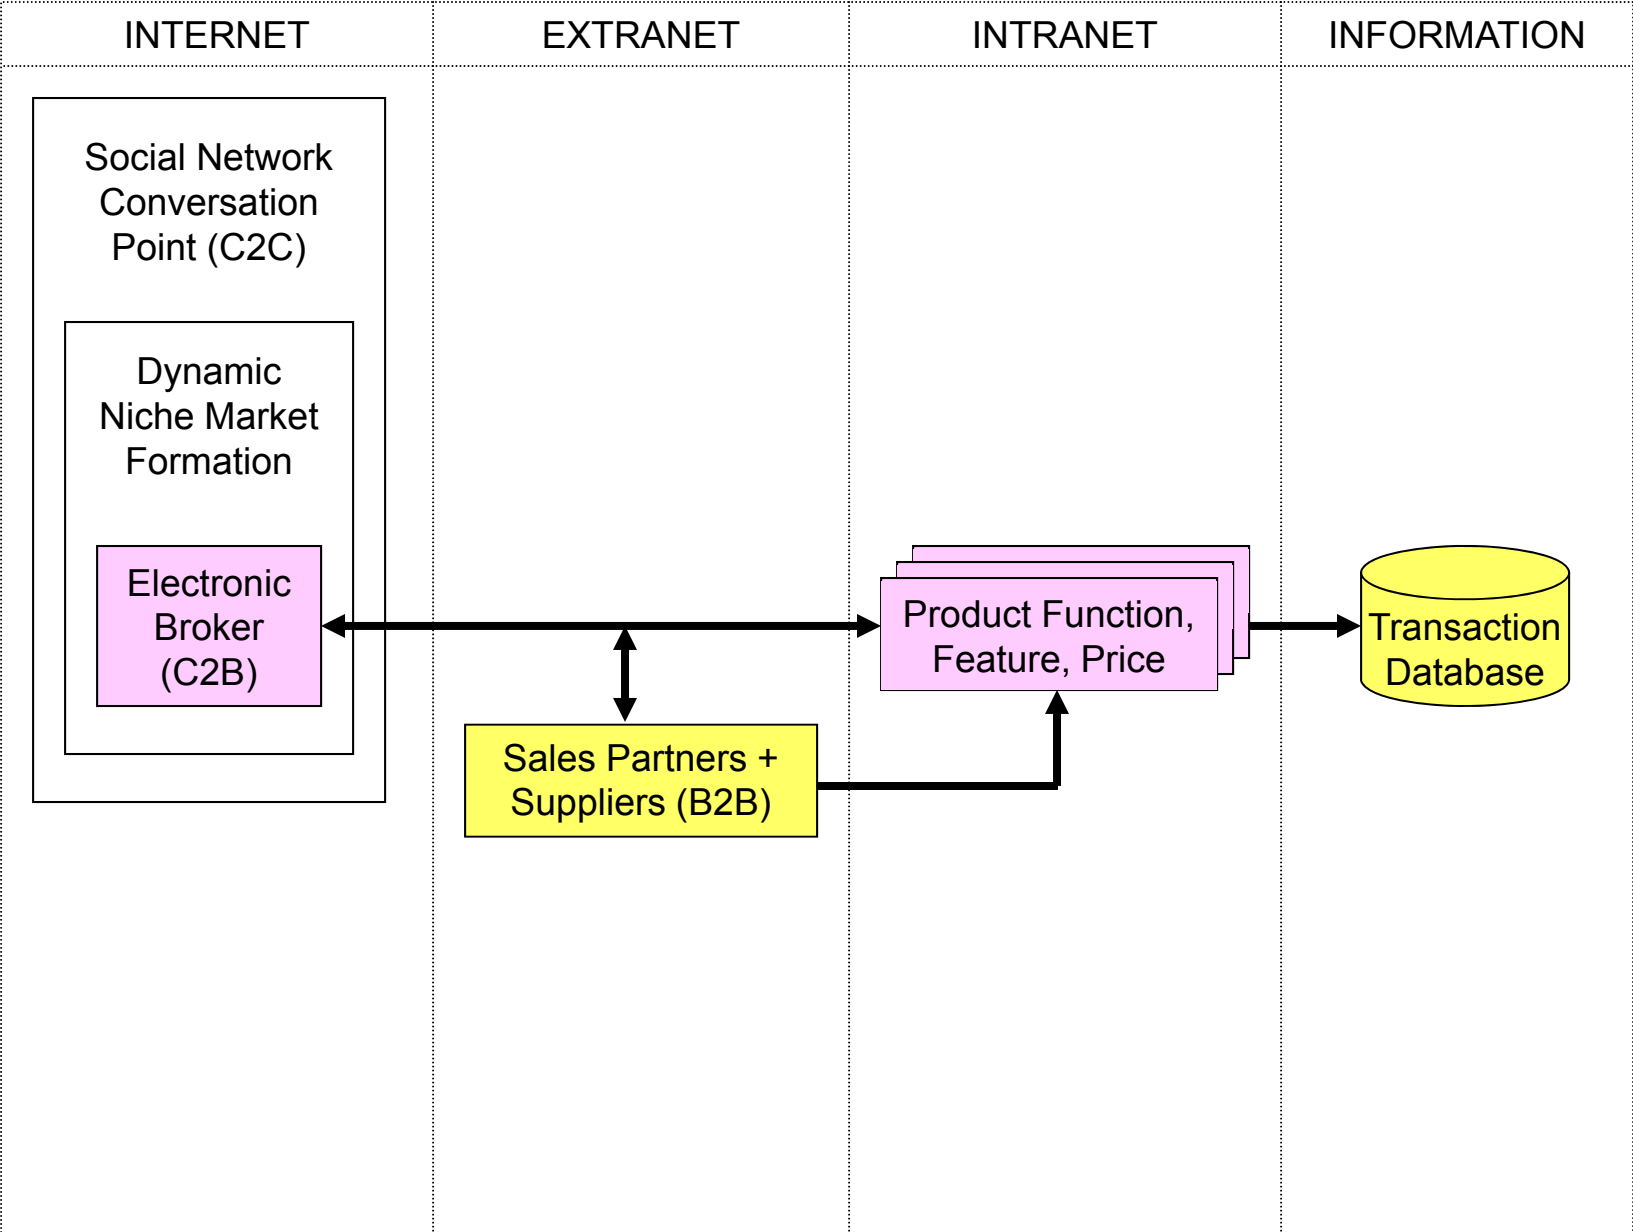 INTERNET
EXTRANET
INTRANET
INFORMATION
Social Network
Conversation
Point (C2C)
Dynamic
Niche Market
Formation
Electronic
Broker
(C2B)
Sales Partners +
Suppliers (B2B)
Product Function,
Feature, Price
Transaction
Database